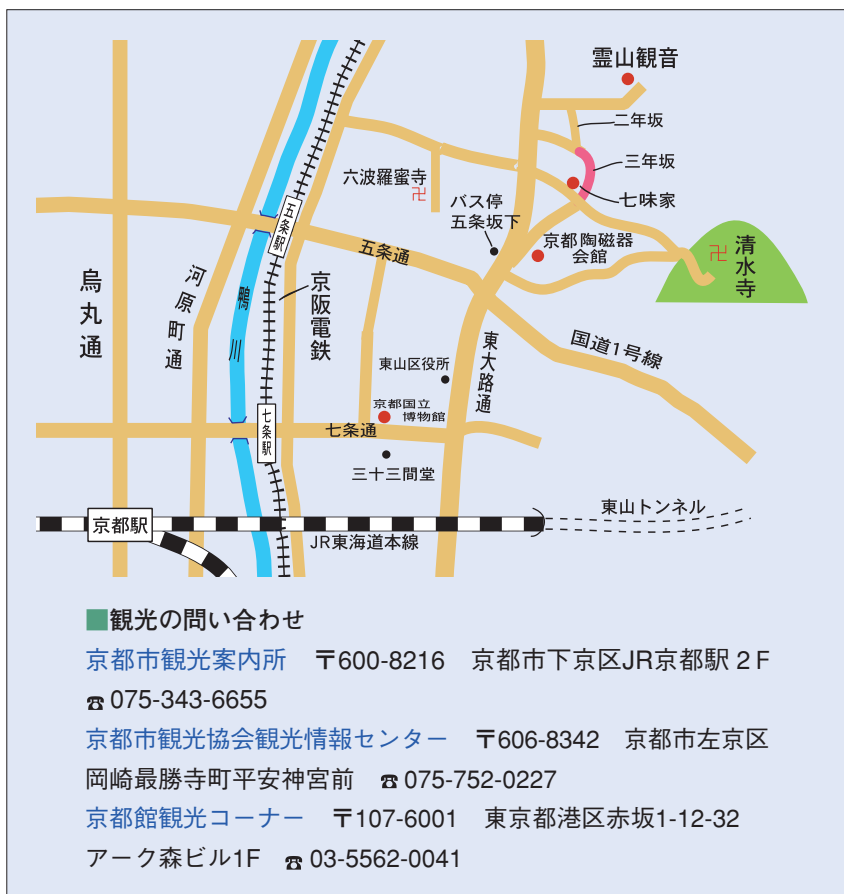 霊山観音
二年坂
三年坂
七味家
六波羅蜜寺
卍
バス停
五条坂下
京都陶磁器
会館
卍
清水寺
五条駅
五条通
烏丸通
河原町通
鴨川
京阪電鉄
国道1号線
東大路通
東山区役所
京都国立
博物館
七条駅
七条通
三十三間堂
京都駅
東山トンネル
JR東海道本線
■観光の問い合わせ
京都市観光案内所 〒600-8216 京都市下京区JR京都駅２F
☎075-343-6655
京都市観光協会観光情報センター 〒606-8342 京都市左京区
岡崎最勝寺町平安神宮前 ☎075-752-0227
京都館観光コーナー 〒107-6001 東京都港区赤坂1-12-32
アーク森ビル1F ☎03-5562-0041